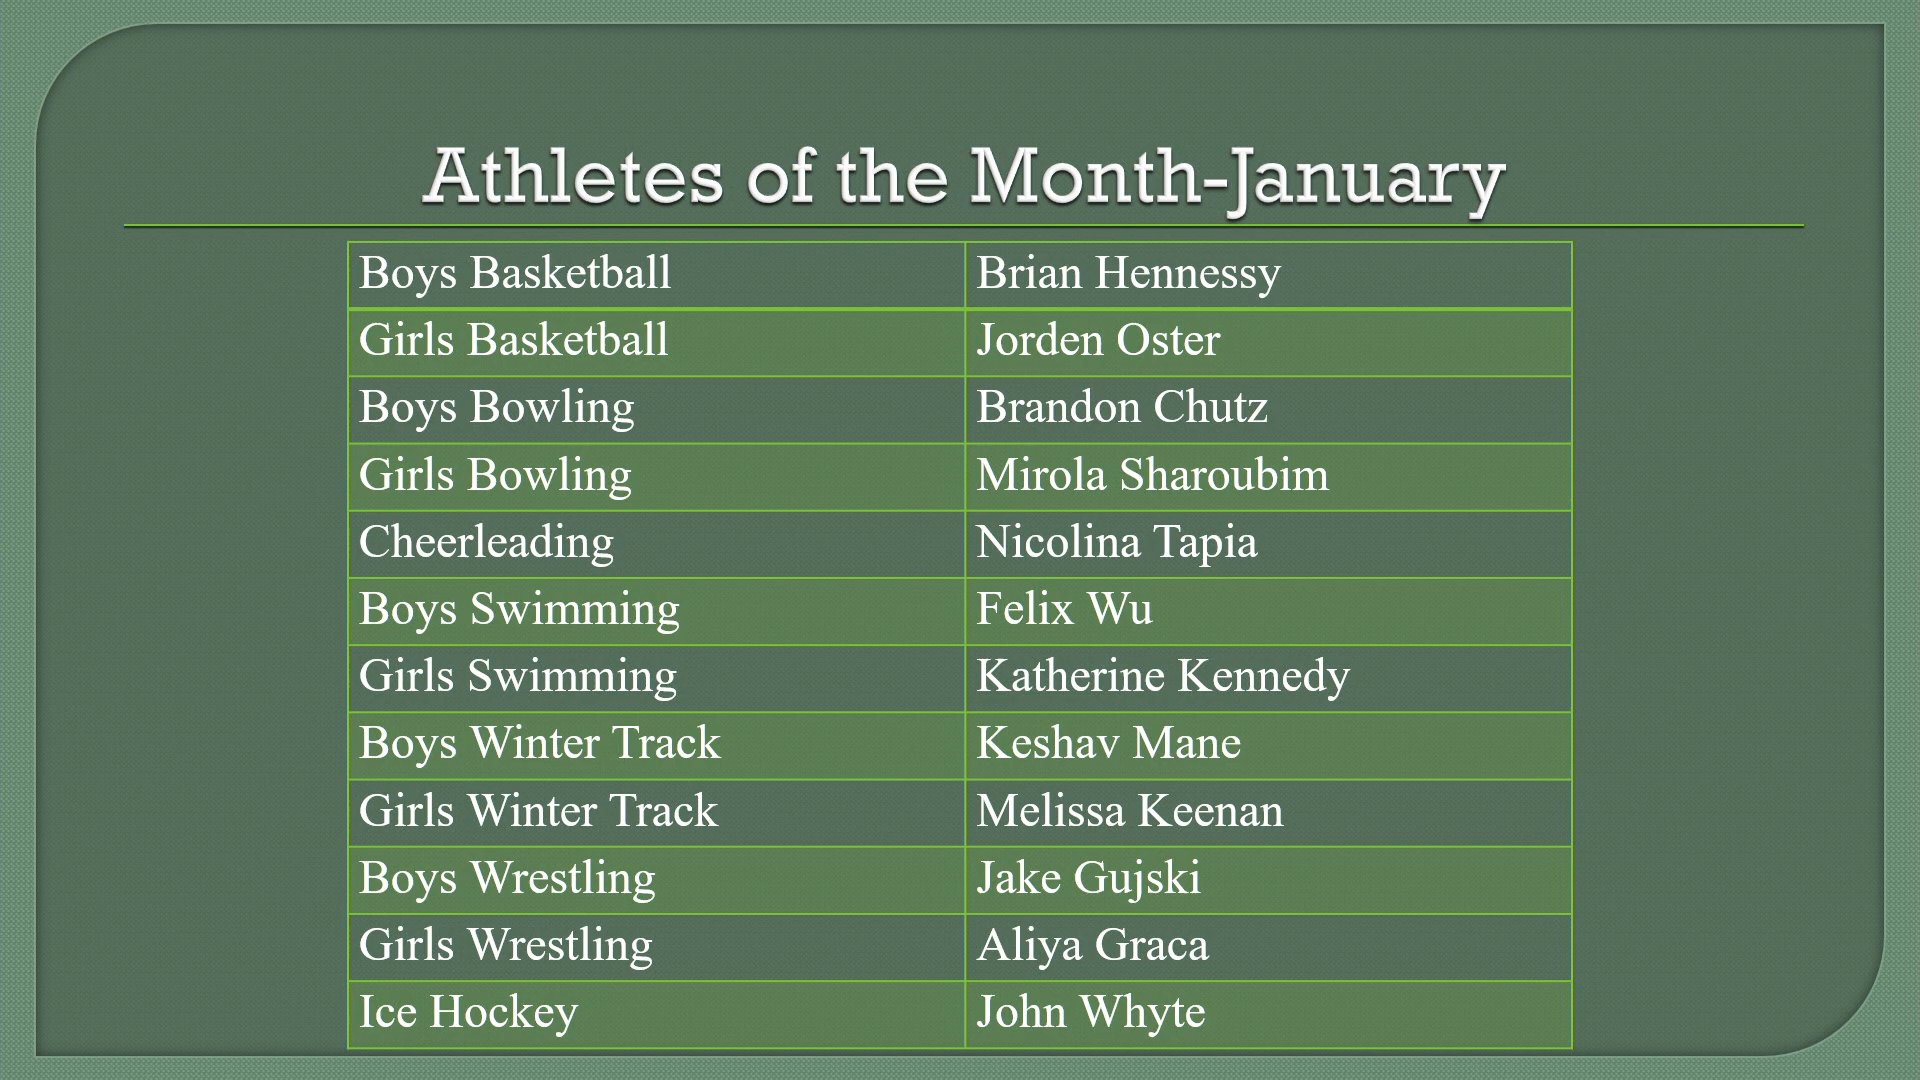 Athletes of the Month-January
Boys Basketball Brian Hennessy
Girls Basketball Jorden Oster
Boys Bowling Brandon Chutz
Girls Bowling Mirola Sharoubim
Cheerleading Nicolina Tapia
Boys Swimming Felix Wu
Girls Swimming Katherine Kennedy
Boys Winter Track Keshav Mane
Girls Winter Track Melissa Keenan
Boys Wrestling Jake Gujski
Girls Wrestling Aliya Graca
Ice Hockey John Whyte